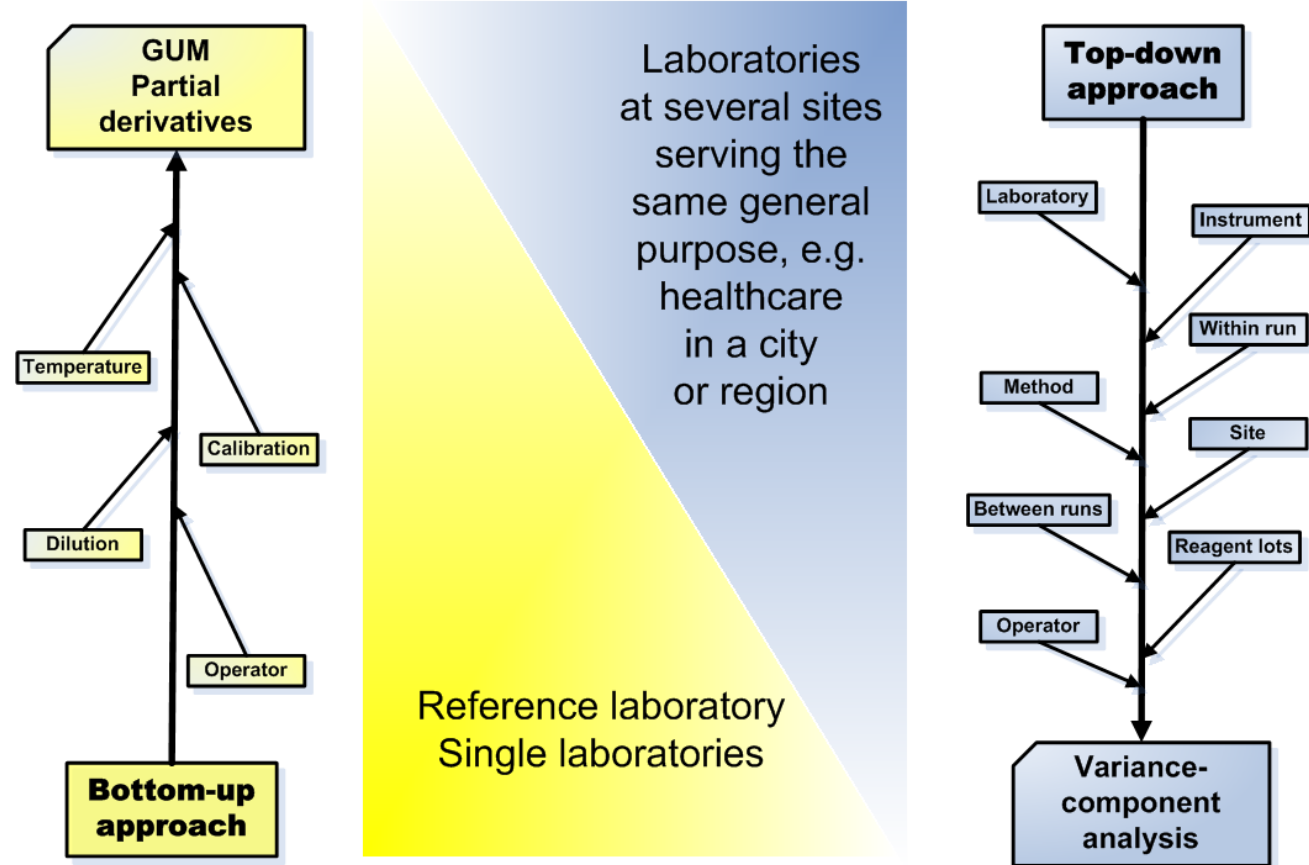 GUM
Partial
derivatives
Temperature
Calibration
Dilution
Operator
Bottom-up
approach
Laboratories
at several sites
serving the
same general
purpose, e.g.
healthcare
in a city
or region
Reference laboratory
Single laboratories
Top-down
approach
Laboratory
Instrument
Within run
Method
Site
Between runs
Reagent lots
Operator
Variance-
component
analysis